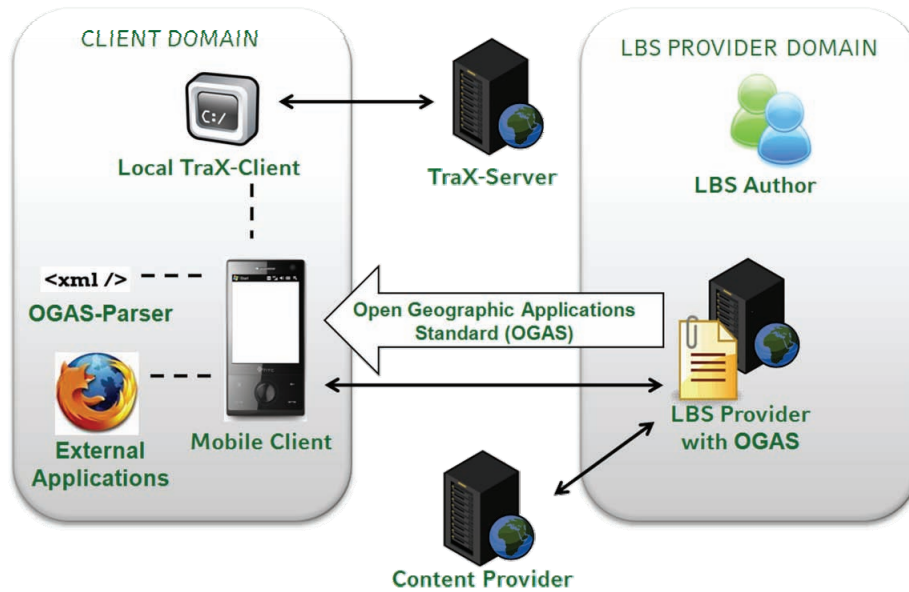 CLIENT DOMAIN
LBS PROVIDER DOMAIN
C:/
Local TraX-Client
TraX-Server
LBS Author
<xml />
OGAS-Parser
Open Geographic Applications
Standard (OGAS)
External
Applications
Mobile Client
LBS Provider
with OGAS
Content Provider